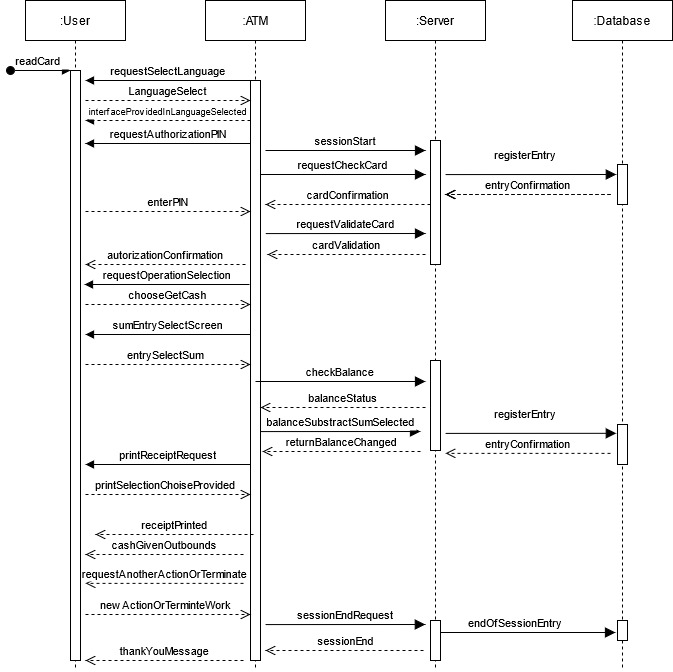 :User
:ATM
:Server
:Database
readCard
requestSelectLanguage
LanguageSelect
interfaceProvidedInLanguageSelected
requestAuthorizationPIN
sessionStart
registerEntry
requestCheckCard
entryConfirmation
cardConfirmation
enterPIN
requestValidateCard
cardValidation
autorizationConfirmation
requestOperationSelection
chooseGetCash
sumEntrySelectScreen
entrySelectSum
checkBalance
balanceStatus
registerEntry
balanceSubstractSumSelected
returnBalanceChanged
entryConfirmation
printReceiptRequest
printSelectionChoiseProvided
receiptPrinted
cashGivenOutbounds
requestAnotherActionOrTerminate
new ActionOrTerminteWork
sessionEndRequest
endOfSessionEntry
sessionEnd
thankYouMessage